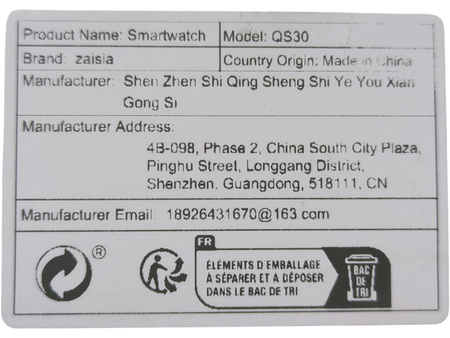 Product Name: Smartwatch Model: QS30
Brand: zaisia Country Origin: Made in China
Manufacturer: Shen Zhen Shi Qing Sheng Shi Ye You Xian
Gong Si
Manufacturer Address:
4B-098, Phase 2, China South City Plaza,
Pinghu Street, Longgang District,
Shenzhen. Guangdong, 518111, CN
Manufacturer Email: 18926431670@163 com
®
FR
ÉLÉMENTS D'EMBALLAGE
À SÉPARER ET À DÉPOSER
DANS LE BAC DE TRI
BAC
DE
TRI